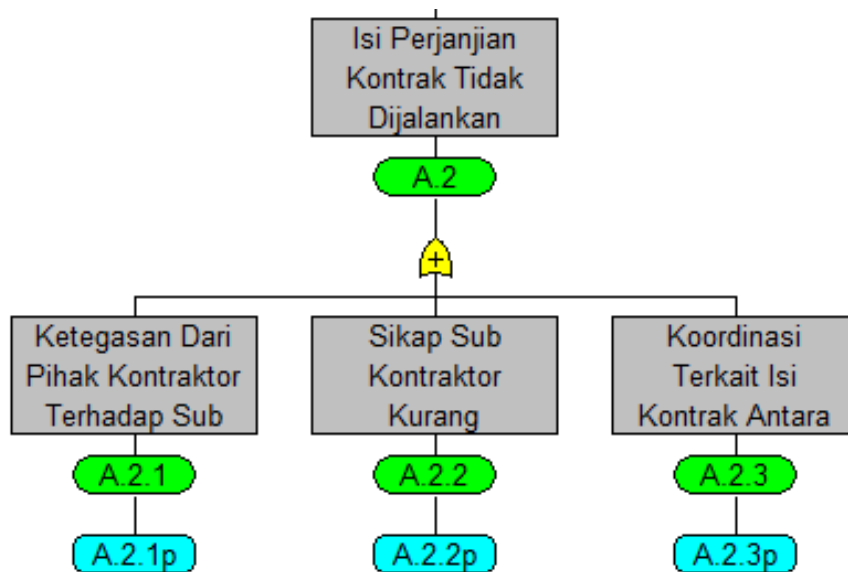 Isi Perjanjian
Kontrak Tidak
Dijalankan
A.2
+
Ketegasan Dari
Pihak Kontraktor
Terhadap Sub
A.2.1
A.2.1p
Sikap Sub
Kontraktor
Kurang
A.2.2
A.2.2p
Koordinasi
Terkait Isi
Kontrak Antara
A.2.3
A.2.3p